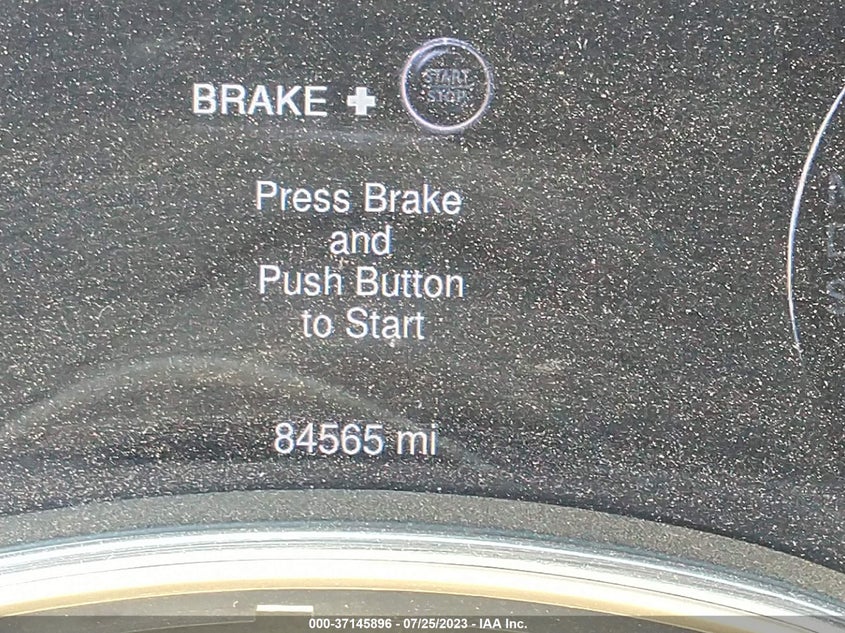 BRAKE + START STOP
Press Brake
and
Push Button
to Start
84565 mi
000-37145896 - 07/25/2023 - IAA Inc.